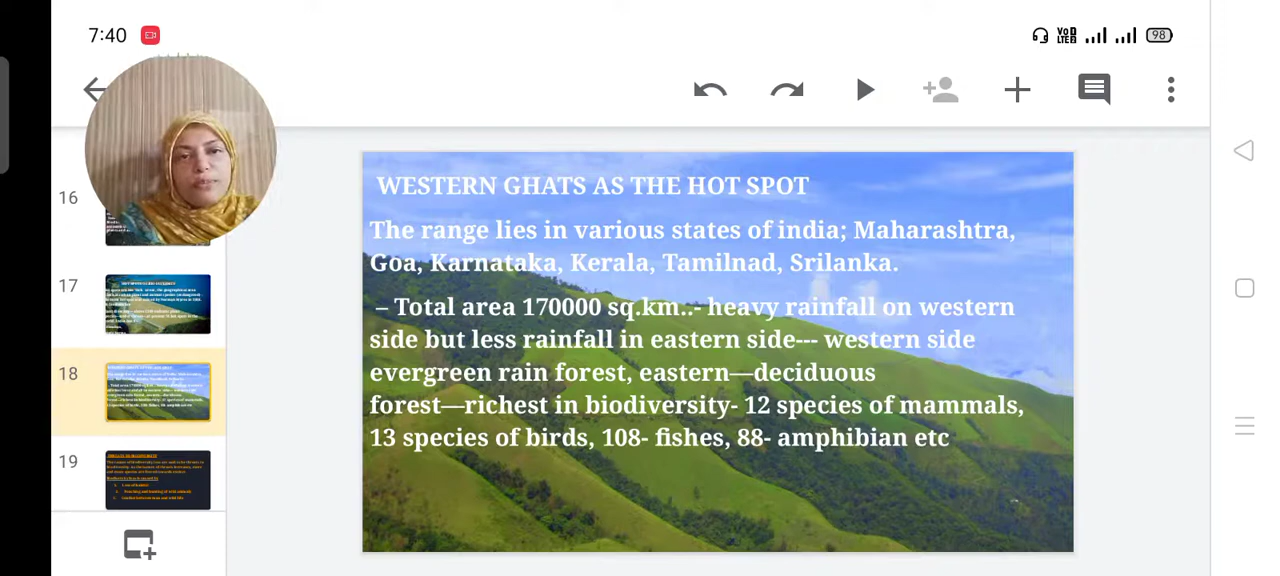 7:40
Vo
LTE2
98
16
17
18
19
WESTERN GHATS AS THE HOT SPOT
The range lies in various states of india; Maharashtra,
Goa, Karnataka, Kerala, Tamilnad, Srilanka.
– Total area 170000 sq.km..- heavy rainfall on western
side but less rainfall in eastern side--- western side
evergreen rain forest, eastern—deciduous
forest—richest in biodiversity- 12 species of mammals,
13 species of birds, 108- fishes, 88- amphibian etc